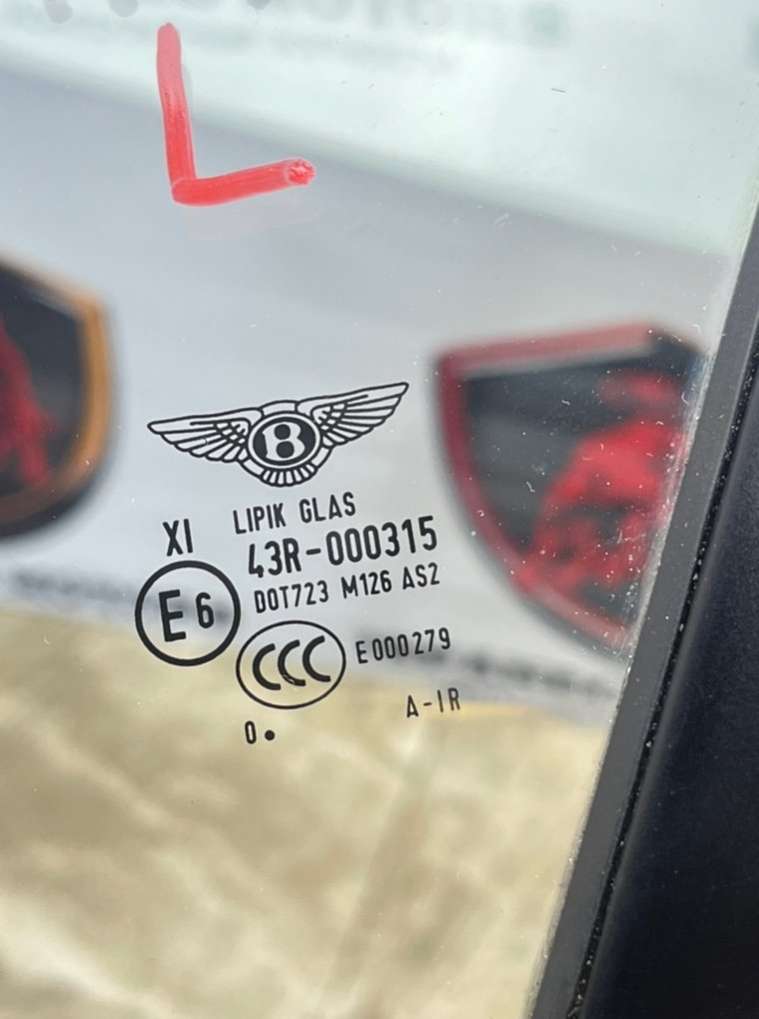 L
B
LIPIK GLAS
XI
43R-000315
E6
DOT723 M126 AS2
CCC
E000279
A-IR
0•